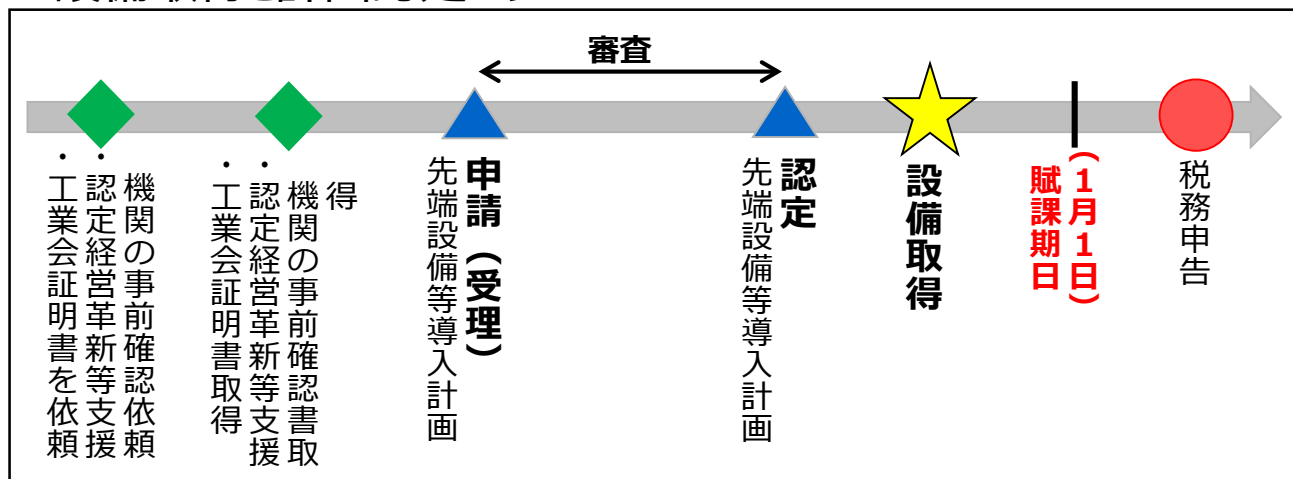 審査
・工業会証明書を依頼
・認定経営革新等支援
機関の事前確認依頼
・工業会証明書取得
・認定経営革新等支援
機関の事前確認書取
得
先端設備等導入計画
申請（受理）
先端設備等導入計画
認定
設備取得
賦課期日
（1月1日）
税務申告